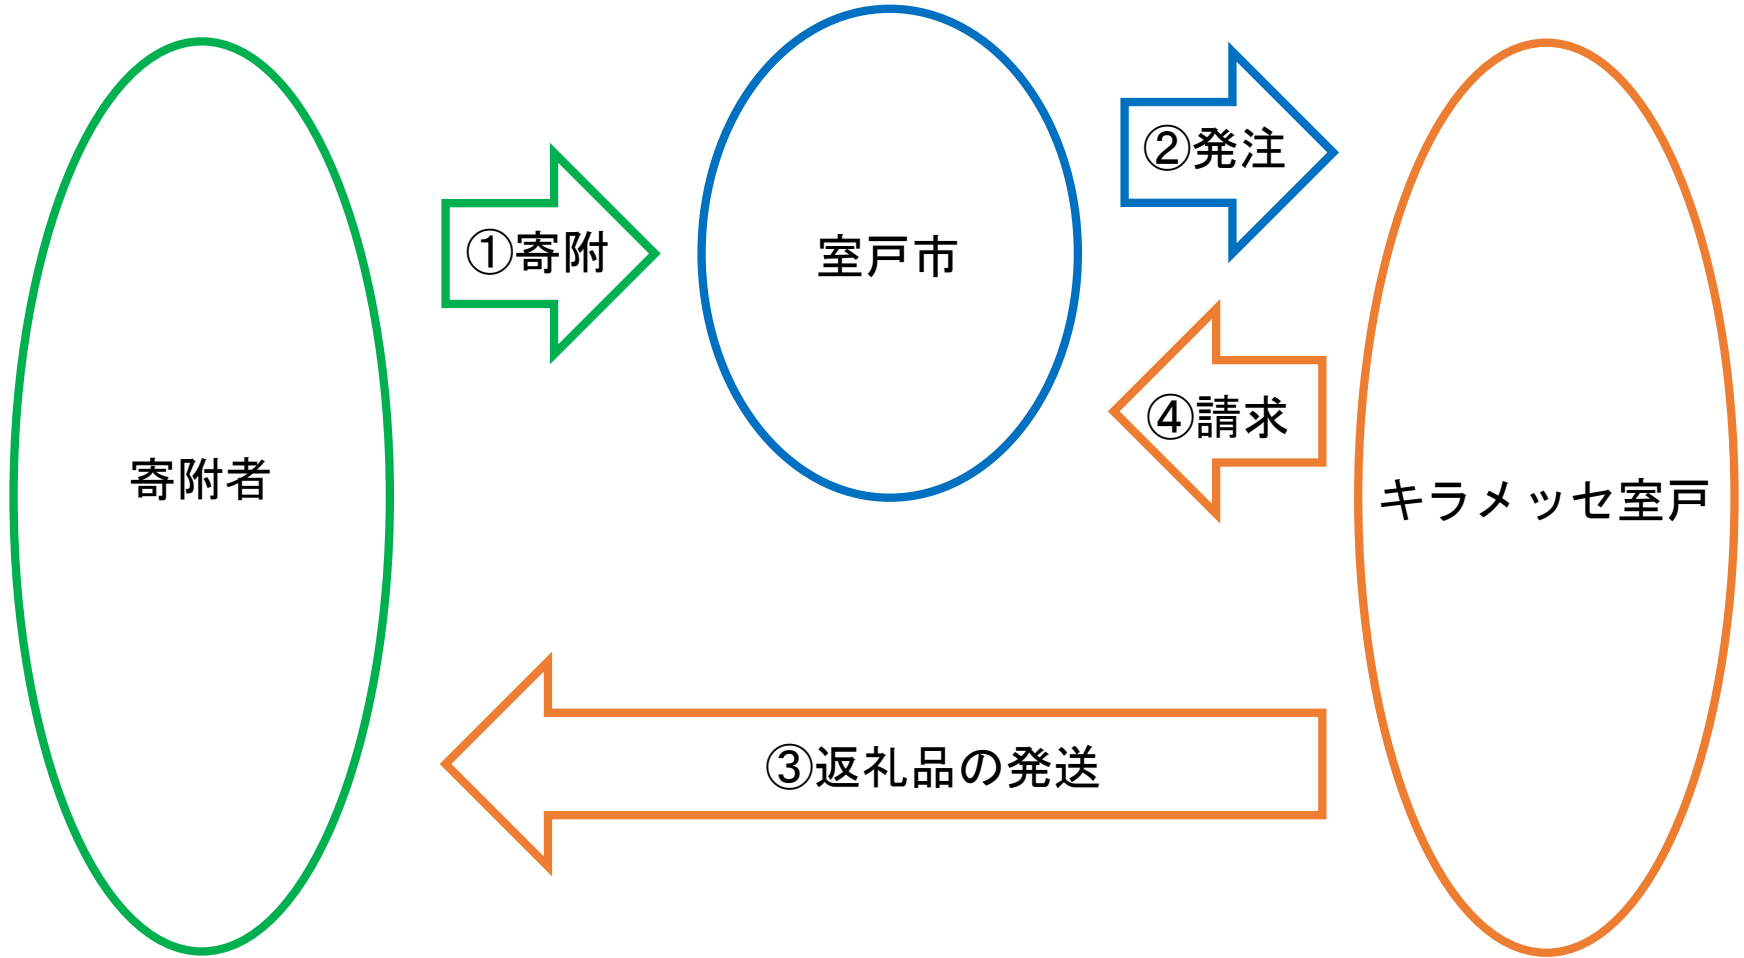 寄附者
①寄附
室戸市
②発注
④請求
キラメッセ室戸
③返礼品の発送